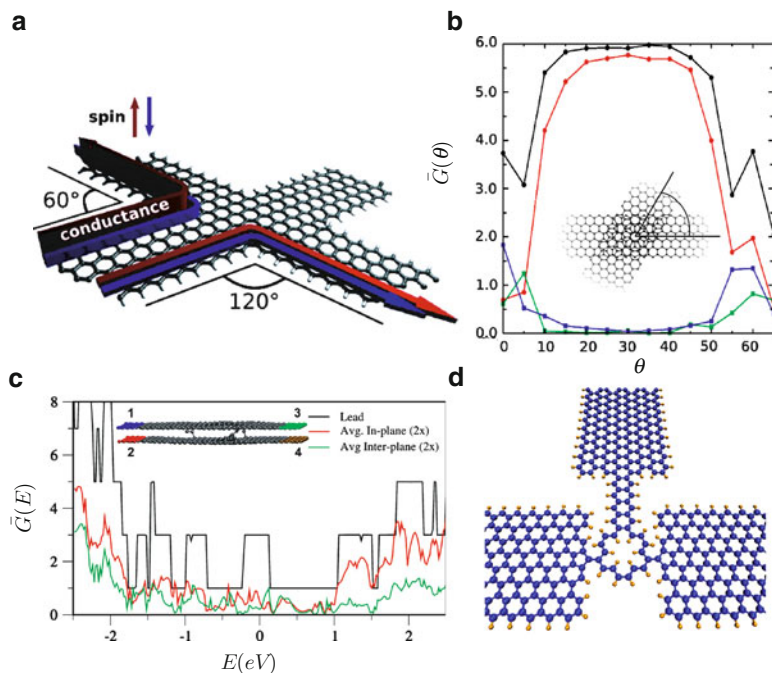 a
spin
60°
conductance
120°
b
6.0
5.0
4.0
3.0
2.0
1.0
0.0
Ḡ(θ)
0 10 20 30 40 50 60
θ
c
8
6
4
2
0
Ḡ(E)
1
2
3
4
Lead
Avg. In-plane (2x)
Avg Inter-plane (2x)
-2 -1 0 1 2
E(eV)
d